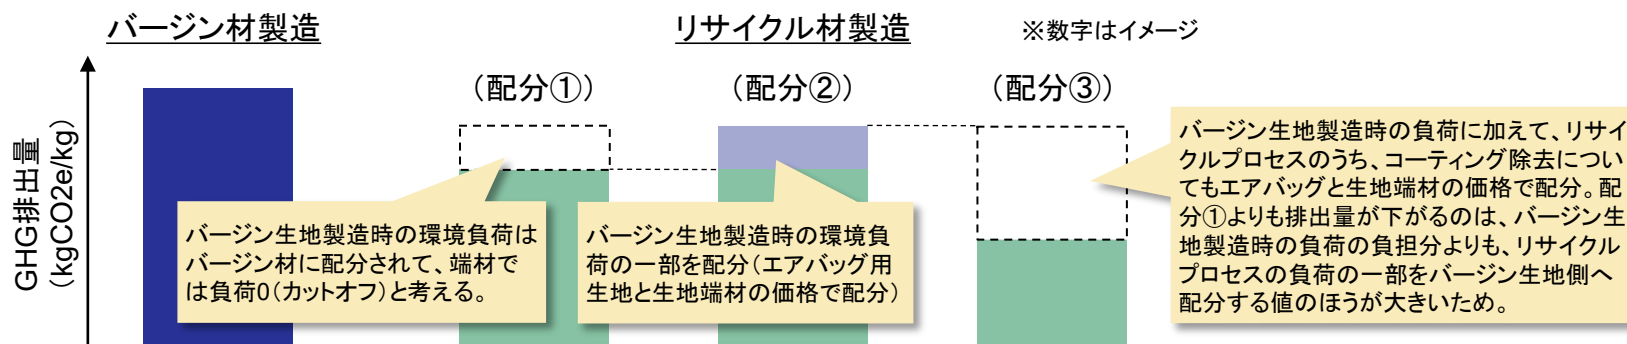 バージン材製造
リサイクル材製造
※数字はイメージ
GHG排出量
(kgCO2e/kg)
（配分①）
（配分②）
（配分③）
バージン生地製造時の環境負荷は
バージン材に配分されて、端材で
は負荷0（カットオフ）と考える。
バージン生地製造時の環境負
荷の一部を配分（エアバッグ用
生地と生地端材の価格で配分）
バージン生地製造時の負荷に加えて、リサイ
クルプロセスのうち、コーティング除去につい
てもエアバッグと生地端材の価格で配分。配
分①よりも排出量が下がるのは、バージン生
地製造時の負荷の負担分よりも、リサイクル
プロセスの負荷の一部をバージン生地側へ
配分する値のほうが大きいため。